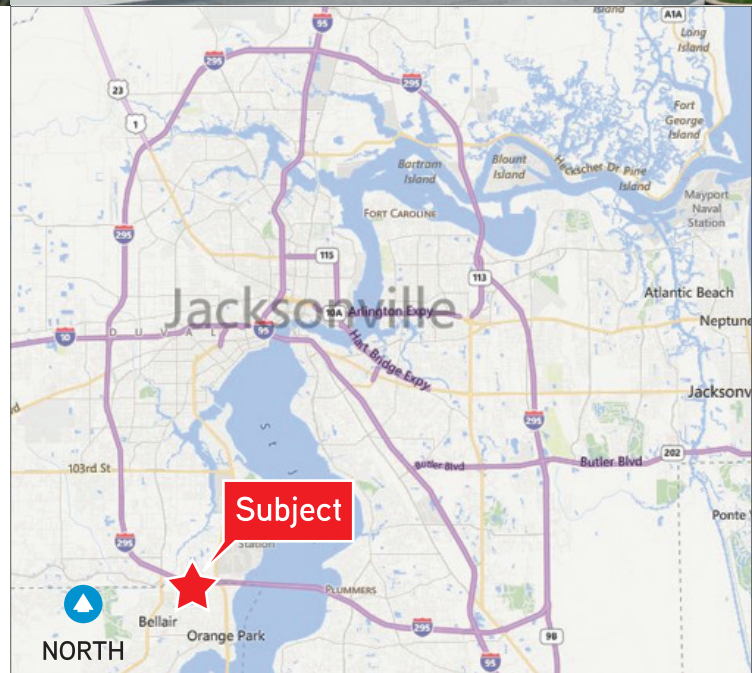 95
A1A
Island
Long
Island
295
295
23
1
Fort
George
Island
Bartram
Island
Blount
Island
Heckscher Dr
Pine
Island
Mayport
Naval
Station
FORT CAROLINE
295
115
113
Jacksonville
Atlantic Beach
10A
Arlington Expy
Neptune
10
DUVAL
95
Hart Bridge Expy
Jacksonv
295
St J
202
Butler Blvd
Butler Blvd
103rd St
Subject
Ponte
295
Station
PLUMMERS
Bellair
Orange Park
295
9B
NORTH
95